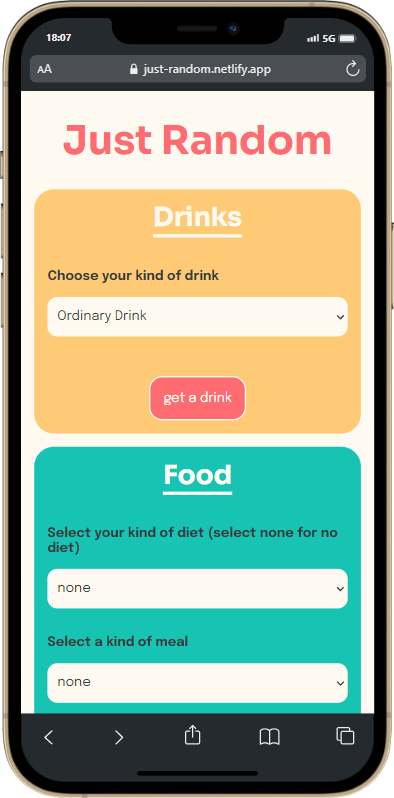 18:07
5G
AA
just-random.netlify.app
Just Random
Drinks
Choose your kind of drink
Ordinary Drink
get a drink
Food
Select your kind of diet (select none for no
diet)
none
Select a kind of meal
none